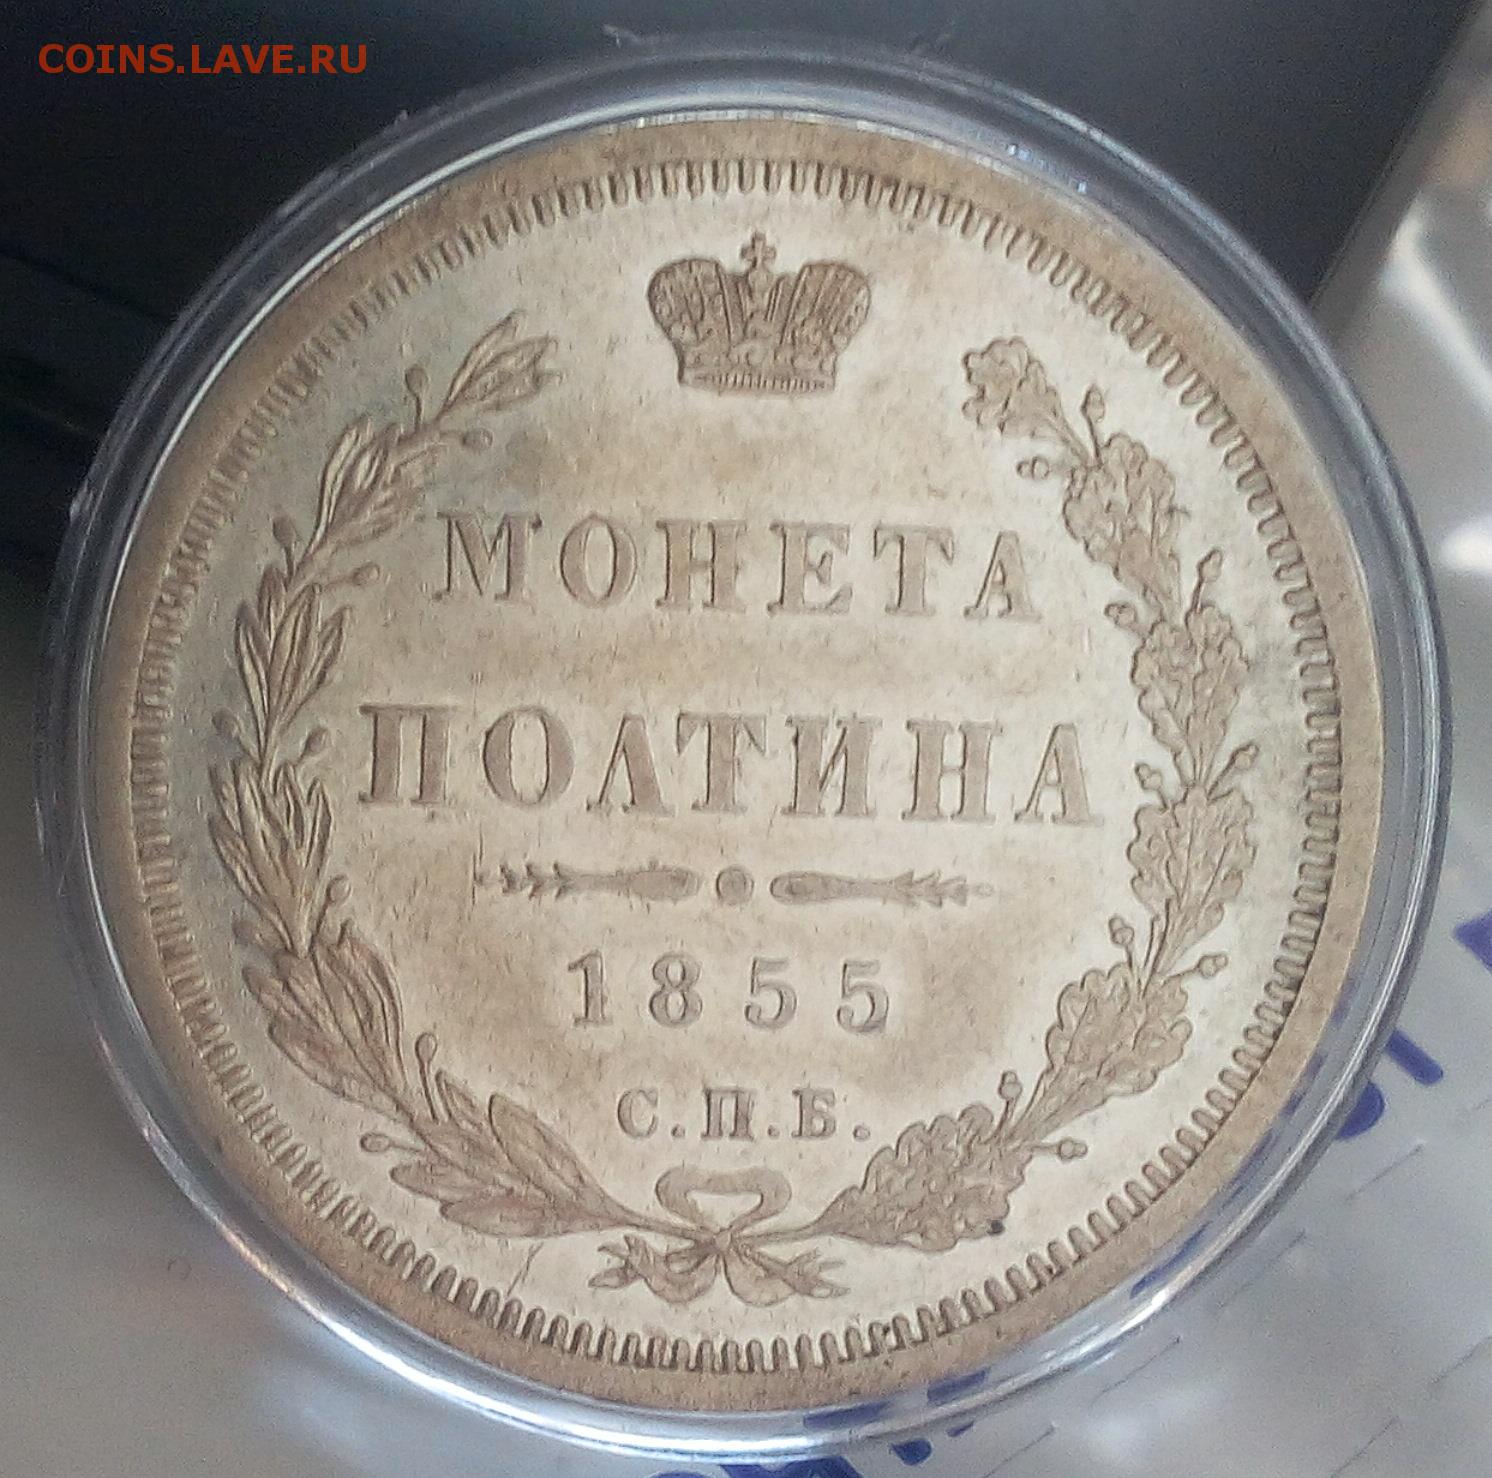 COINS.LAVE.RU
МОНЕТА
ПОЛТИНА
1855
С.П.Б.